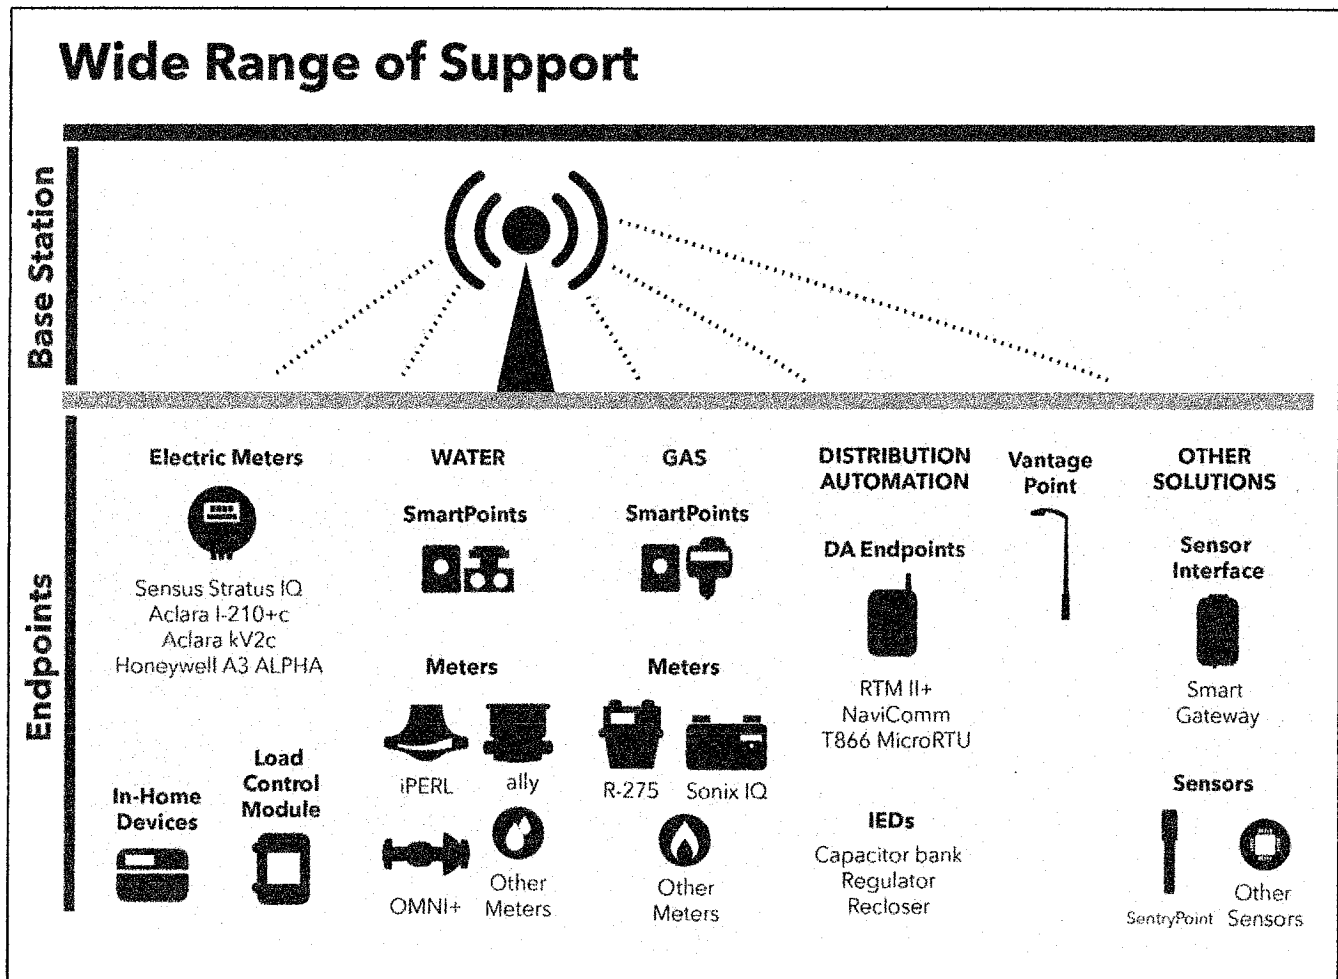 Wide Range of Support
Base Station
Endpoints
Electric Meters
Sensus Stratus IQ
Aclara I-210+c
Aclara kV2c
Honeywell A3 ALPHA
In-Home
Devices
Load
Control
Module
WATER
SmartPoints
Meters
iPERL
ally
OMNI+
Other
Meters
GAS
SmartPoints
Meters
R-275
Sonix IQ
Other
Meters
DISTRIBUTION
AUTOMATION
DA Endpoints
RTM II+
NaviComm
T866 MicroRTU
IEDs
Capacitor bank
Regulator
Recloser
Vantage
Point
OTHER
SOLUTIONS
Sensor
Interface
Smart
Gateway
Sensors
SentryPoint
Other
Sensors